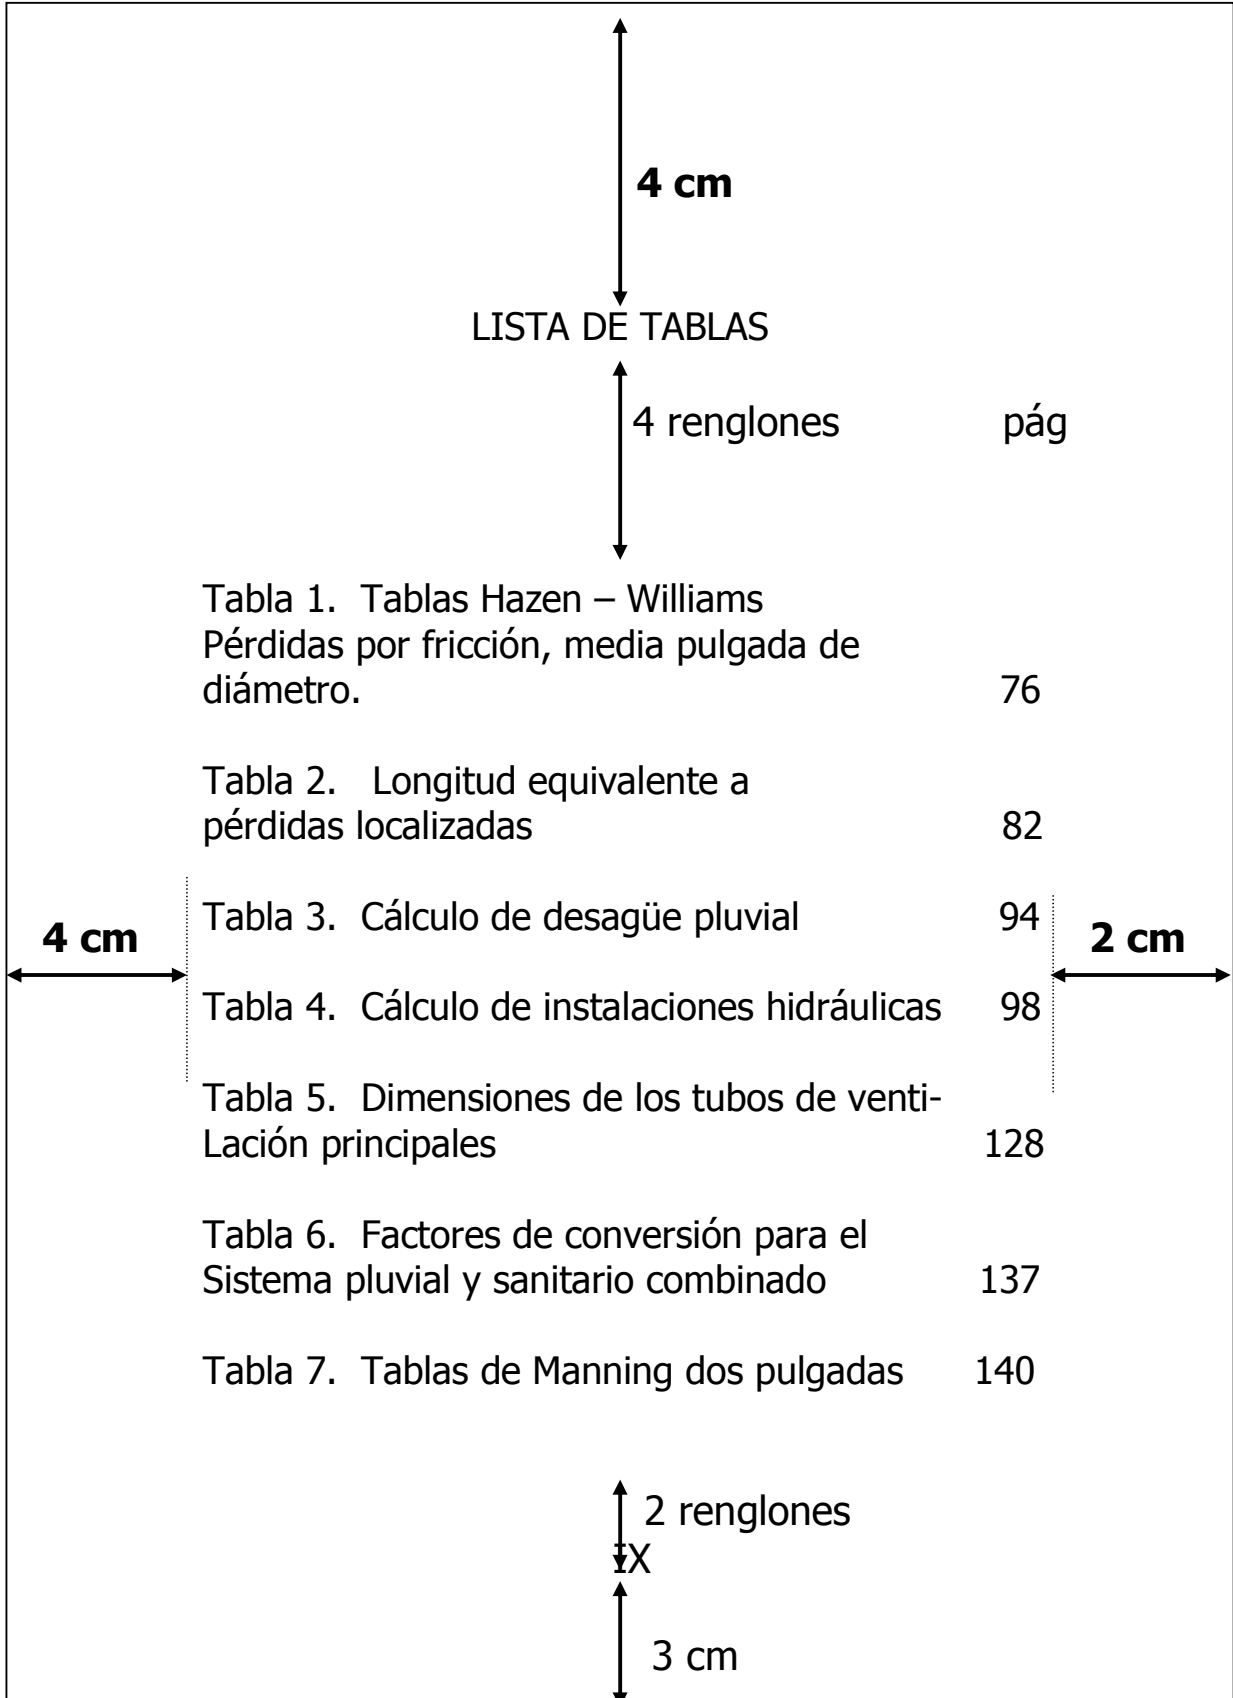 4 cm
LISTA DE TABLAS
4 renglones pág
Tabla 1. Tablas Hazen – Williams
Pérdidas por fricción, media pulgada de
diámetro. 76
Tabla 2. Longitud equivalente a
pérdidas localizadas 82
Tabla 3. Cálculo de desagüe pluvial 94
4 cm 2 cm
Tabla 4. Cálculo de instalaciones hidráulicas 98
Tabla 5. Dimensiones de los tubos de venti-
Lación principales 128
Tabla 6. Factores de conversión para el
Sistema pluvial y sanitario combinado 137
Tabla 7. Tablas de Manning dos pulgadas 140
2 renglones
IX
3 cm